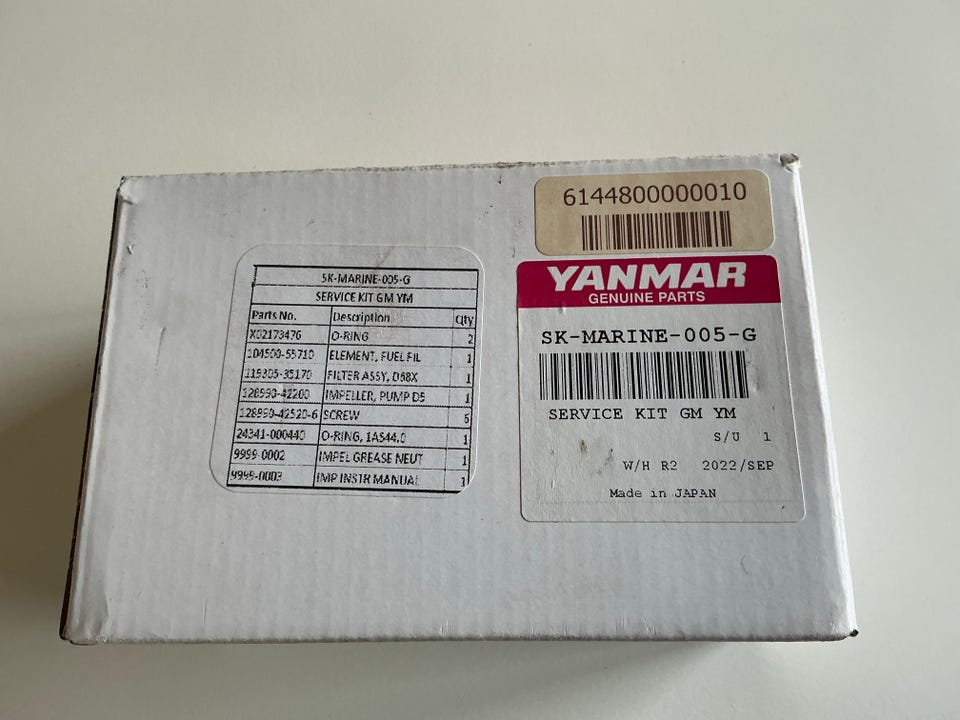 SK-MARINE-005-G
SERVICE KIT GM YM
Parts No. Description Qty
X02173476 O-RING 2
104500-55710 ELEMENT, FUEL FIL 1
119305-35170 FILTER ASSY, D68X 1
128990-42200 IMPELLER, PUMP D5 1
128990-42520-6 SCREW 6
24341-000440 O-RING, 1AS44.0 1
9999-0002 IMPEL GREASE NEUT 1
9999-0003 IMP INSTR MANUAL 1
6144800000010
YANMAR
GENUINE PARTS
SK-MARINE-005-G
SERVICE KIT GM YM
S/U 1
W/H R2 2022/SEP
Made in JAPAN